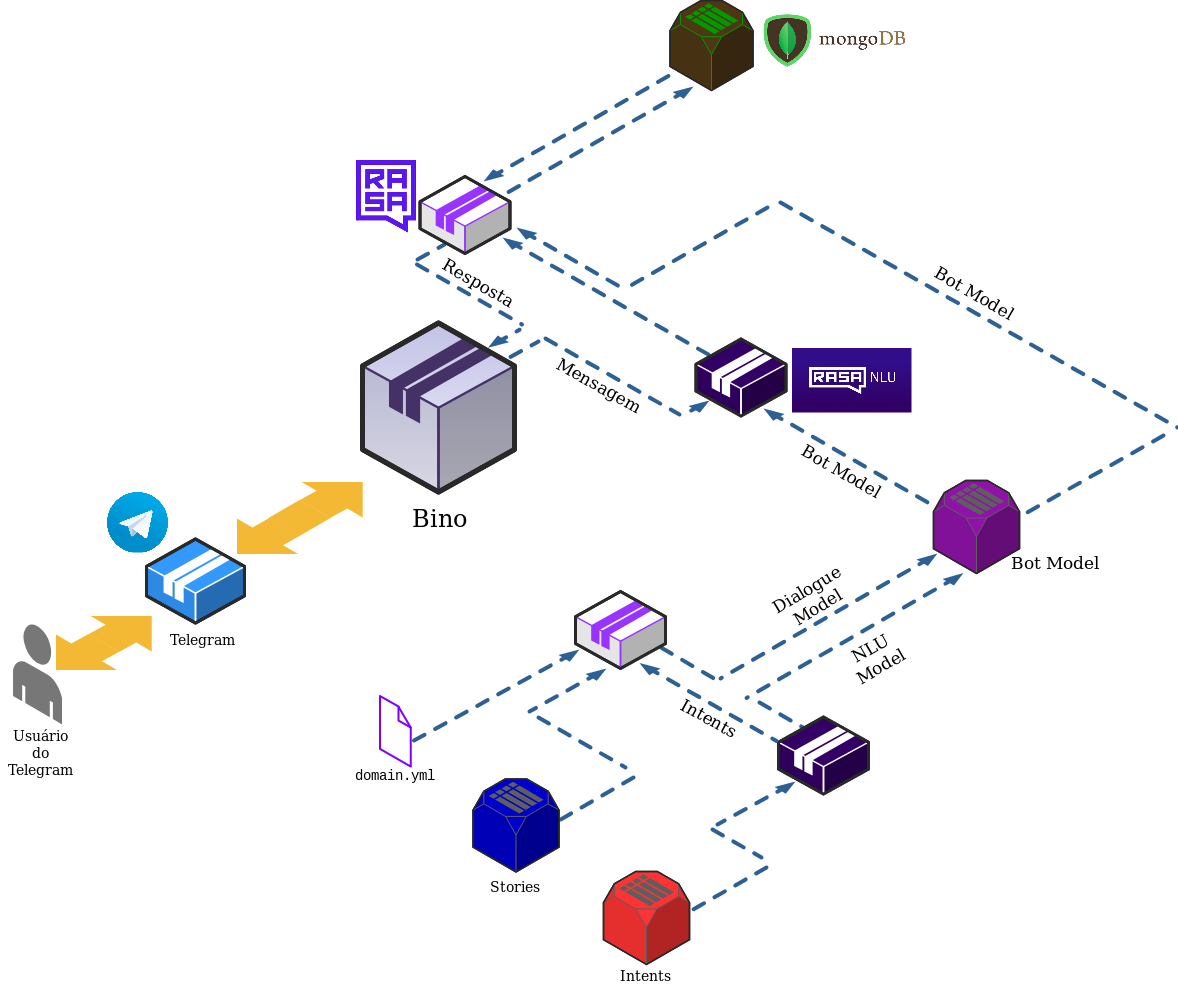 mongoDB
RASA
Resposta
Bot Model
Mensagem
RASA NLU
Bot Model
Bino
Bot Model
Dialogue
Model
NLU
Model
Telegram
Intents
Usuário
do
Telegram
domain.yml
Stories
Intents